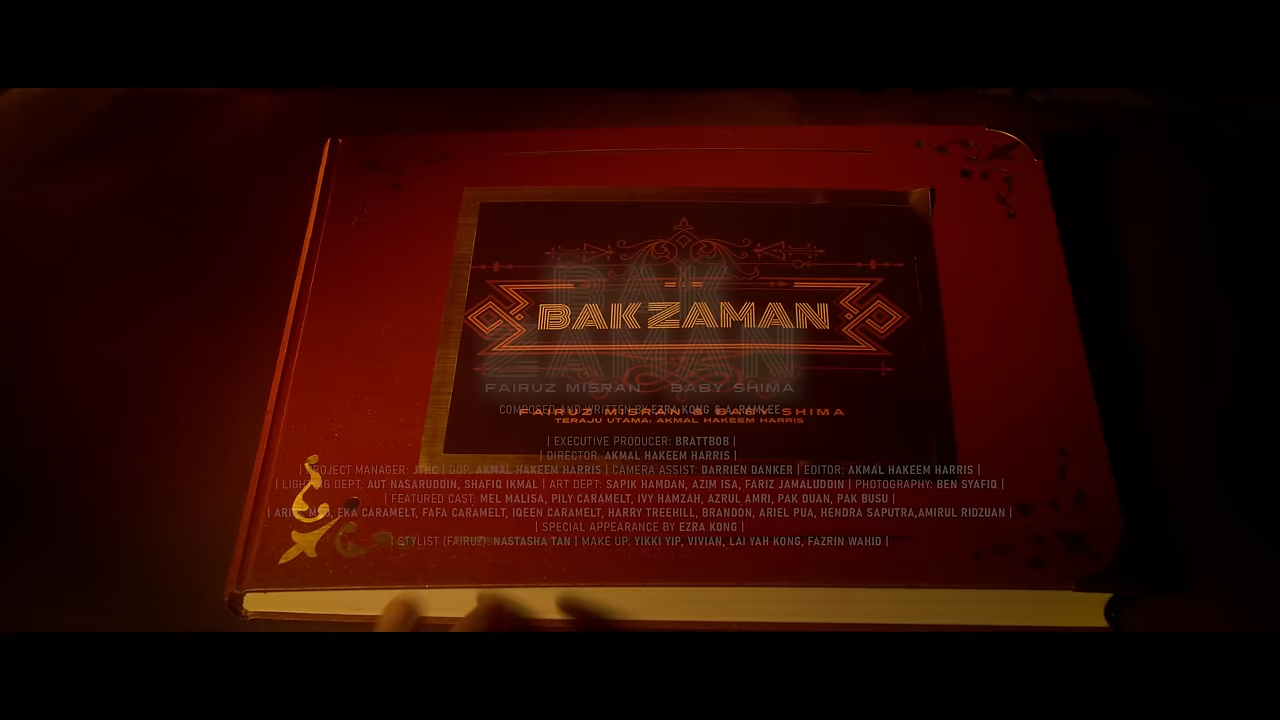 BAK
ZAMAN
BAK ZAMAN
FAIRUZ MISRAN BABY SHIMA
COMPOSED AND WRITTEN BY EZRA KONG & A. RAMLEE
FAIRUZ MISRAN & BABY SHIMA
TERAJU UTAMA: AKMAL HAKEEM HARRIS
| EXECUTIVE PRODUCER: BRATTBOB |
| DIRECTOR: AKMAL HAKEEM HARRIS |
| PROJECT MANAGER: JTHC | DOP: AKMAL HAKEEM HARRIS | CAMERA ASSIST: DARRIEN DANKER | EDITOR: AKMAL HAKEEM HARRIS |
| LIGHTING DEPT: AUT NASARUDDIN, SHAFIQ IKMAL | ART DEPT: SAPIK HAMDAN, AZIM ISA, FARIZ JAMALUDDIN | PHOTOGRAPHY: BEN SYAFIQ |
| FEATURED CAST: MEL MALISA, PILY CARAMELT, IVY HAMZAH, AZRUL AMRI, PAK DUAN, PAK BUSU |
EKA CARAMELT, FAFA CARAMELT, IQEEN CARAMELT, HARRY TREEHILL, BRANDON, ARIEL PUA, HENDRA SAPUTRA,AMIRUL RIDZUAN |
| SPECIAL APPEARANCE BY EZRA KONG |
| STYLIST (FAIRUZ): NASTASHA TAN | MAKE UP: YIKKI YIP, VIVIAN, LAI YAH KONG, FAZRIN WAHID |